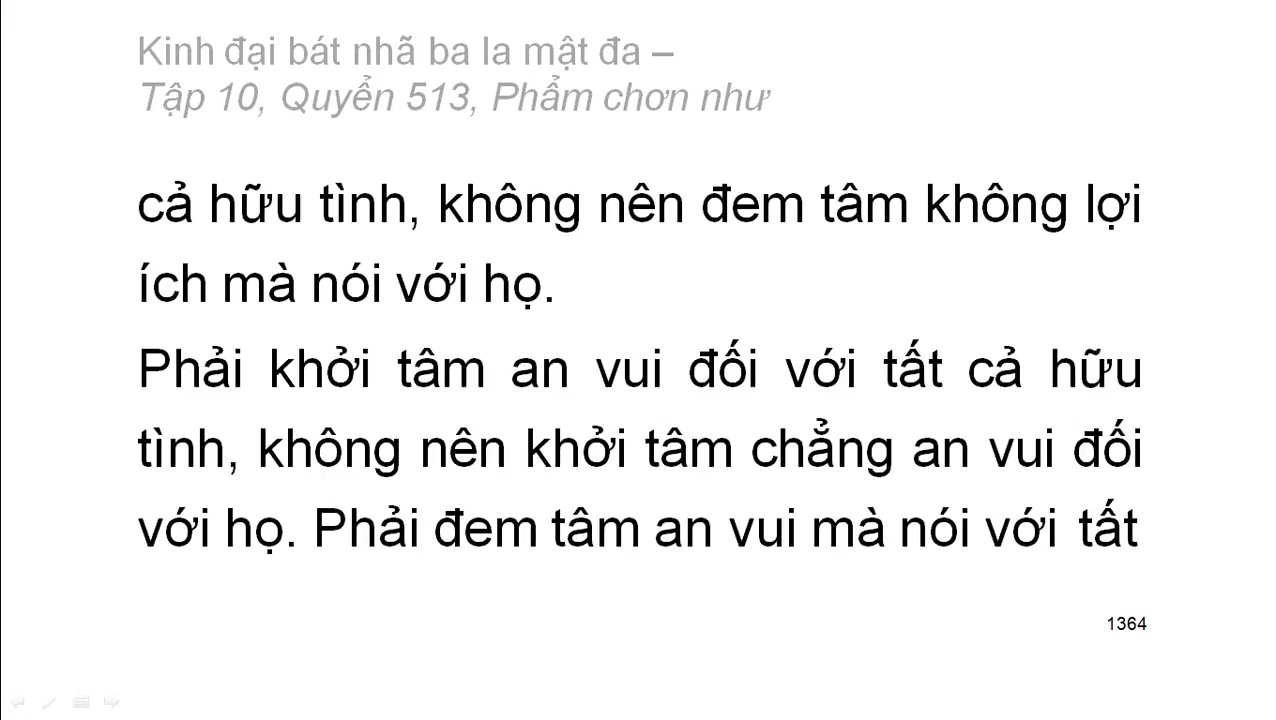 Kinh đại bát nhã ba la mật đa –
Tập 10, Quyển 513, Phẩm chơn như
cả hữu tình, không nên đem tâm không lợi
ích mà nói với họ.
Phải khởi tâm an vui đối với tất cả hữu
tình, không nên khởi tâm chẳng an vui đối
với họ. Phải đem tâm an vui mà nói với tất
1364